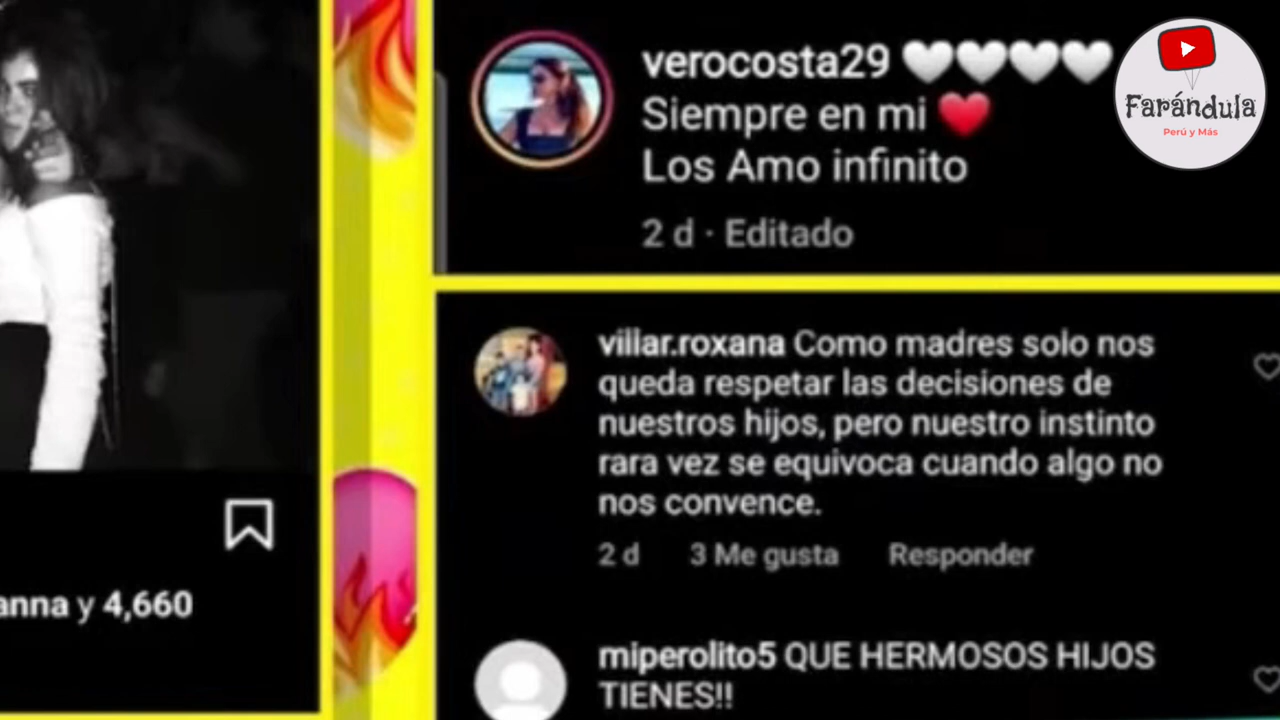 verocosta29 🤍🤍🤍🤍
Siempre en mi ❤️
Los Amo infinito
2 d · Editado
Farándula
Perú y Más
villar.roxana Como madres solo nos
queda respetar las decisiones de
nuestros hijos, pero nuestro instinto
rara vez se equivoca cuando algo no
nos convence.
2 d 3 Me gusta Responder
anna y 4,660
miperolito5 QUE HERMOSOS HIJOS
TIENES!!